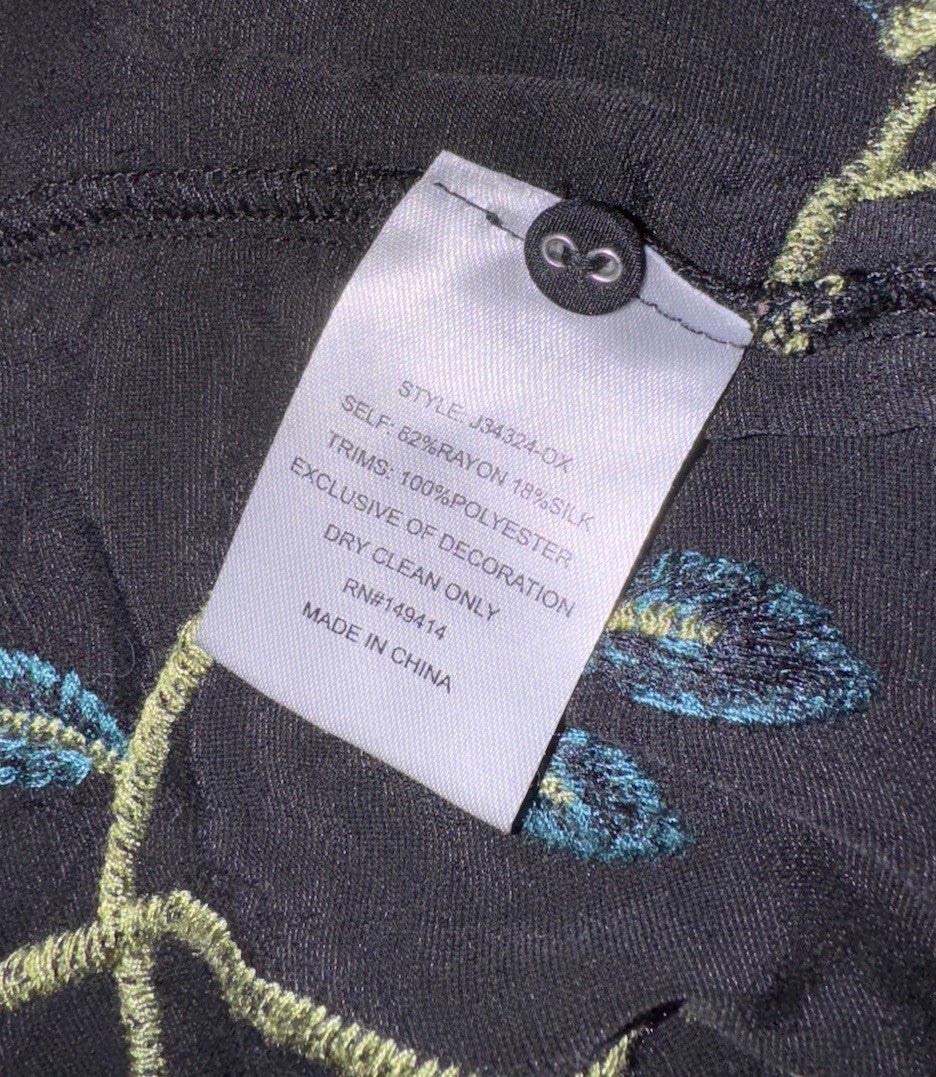 STYLE: J34324-OX
SELF: 82%RAYON 18%SILK
TRIMS: 100%POLYESTER
EXCLUSIVE OF DECORATION
DRY CLEAN ONLY
RN#149414
MADE IN CHINA